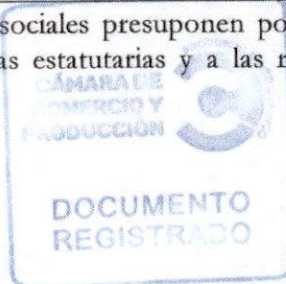 sociales presuponen po
as estatutarias y a las r
CÁMARA DE
COMERCIO Y
PRODUCCIÓN
DOCUMENTO
REGISTRADO